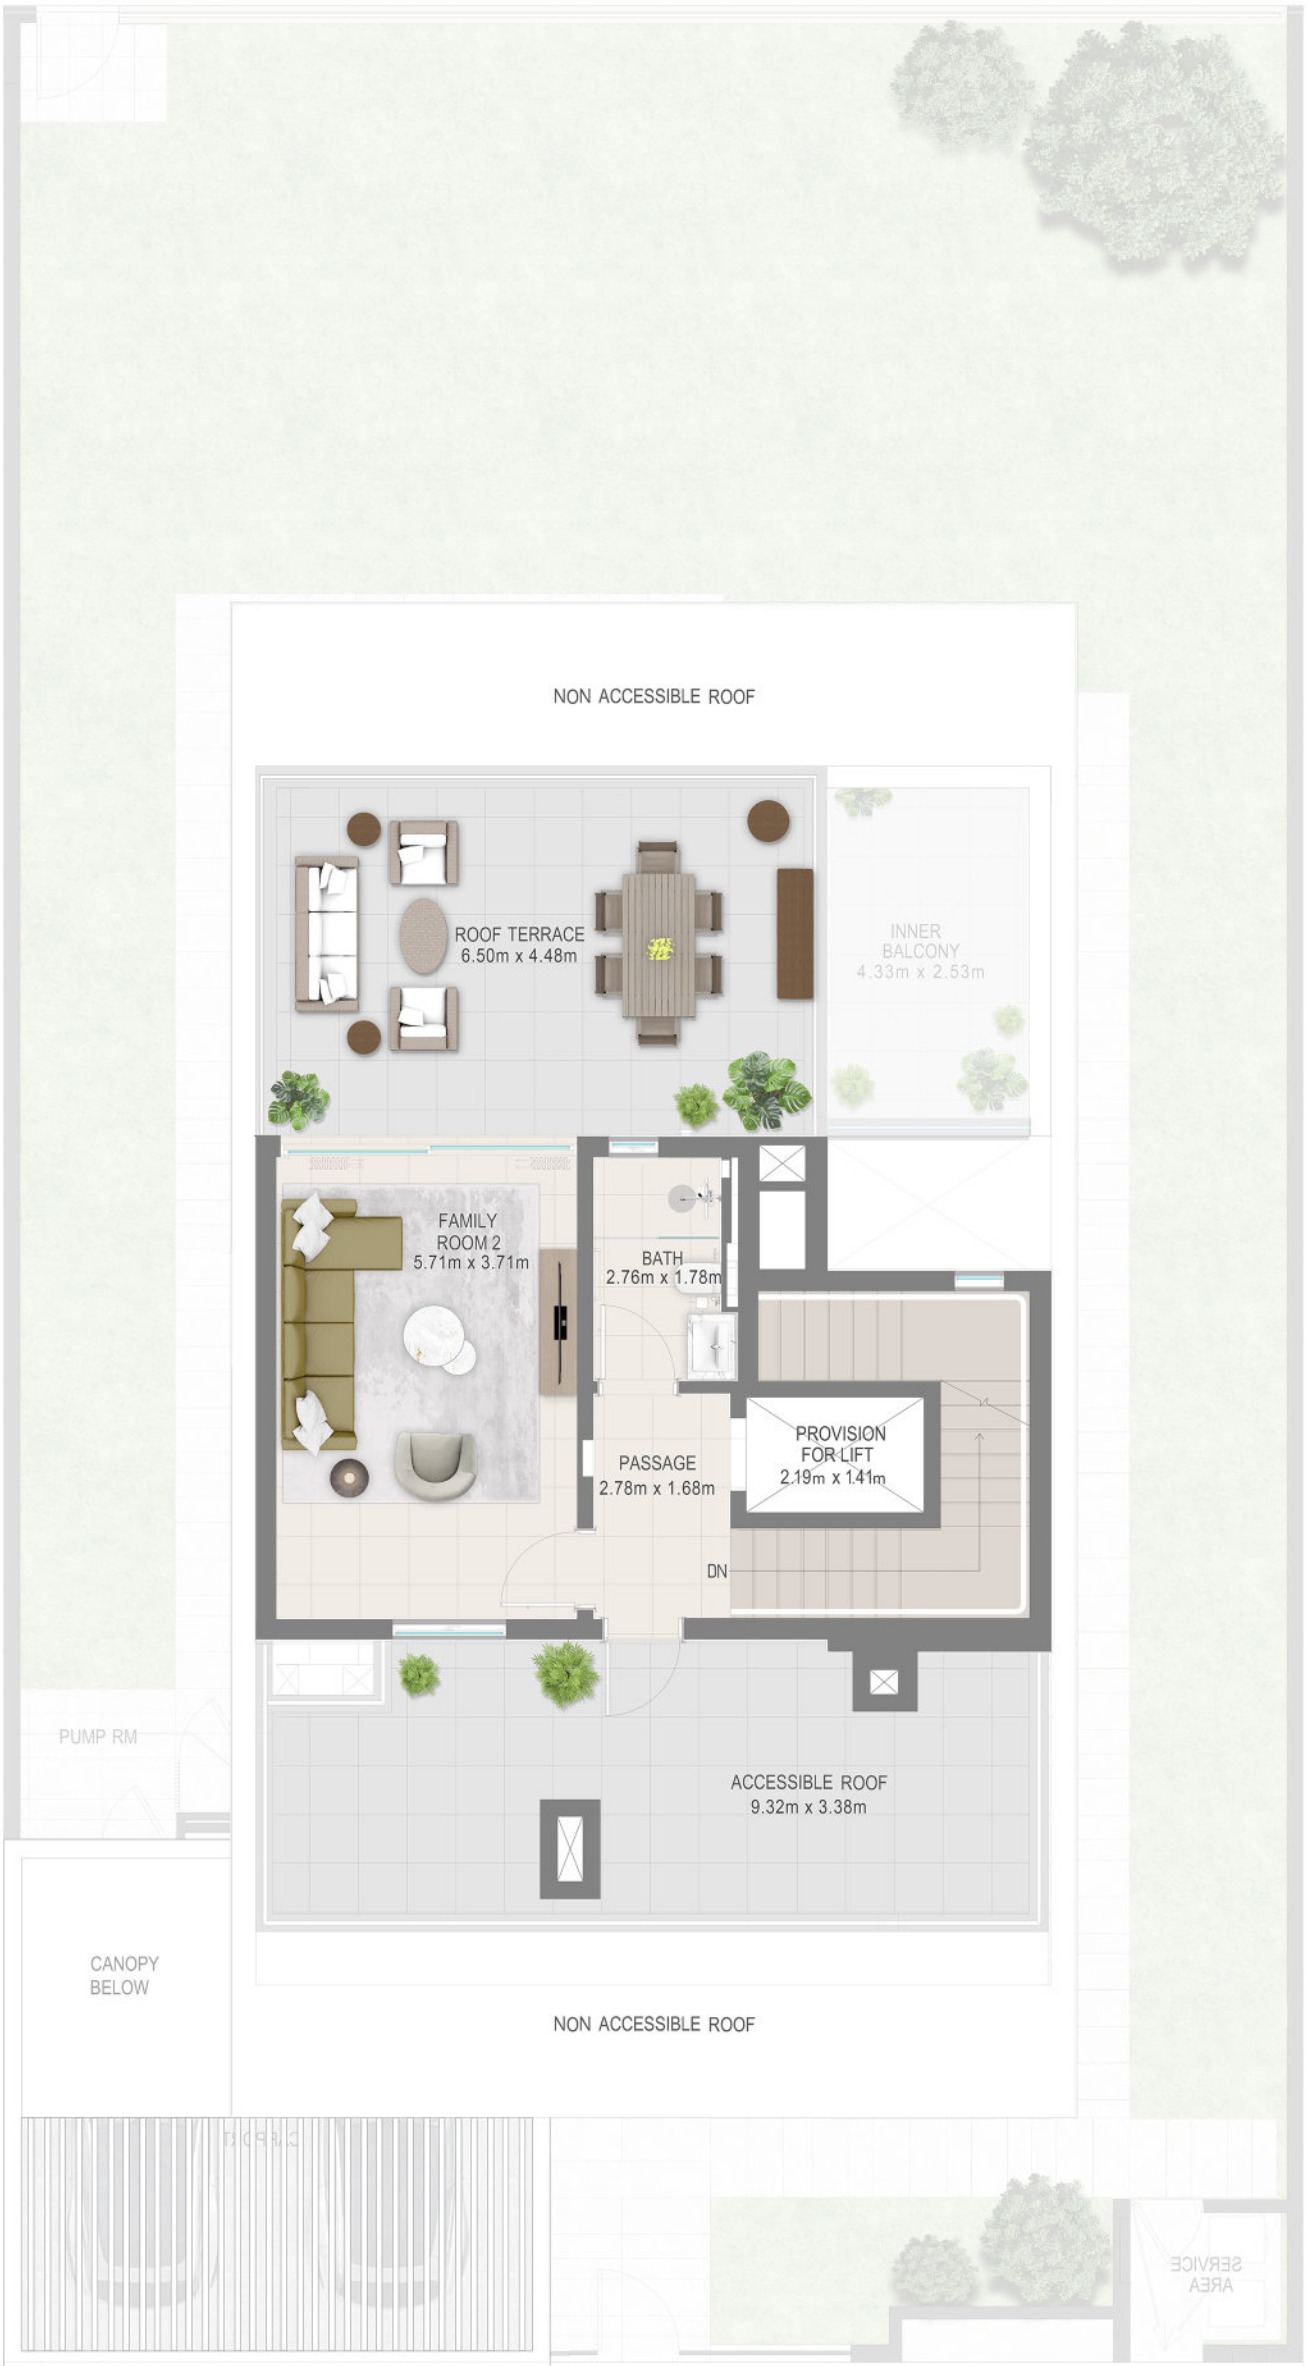 NON ACCESSIBLE ROOF
ROOF TERRACE
6.50m x 4.48m
INNER
BALCONY
4.33m x 2.53m
FAMILY
ROOM 2
5.71m x 3.71m
BATH
2.76m x 1.78m
PROVISION
FOR LIFT
2.19m x 1.41m
PASSAGE
2.78m x 1.68m
DN
PUMP RM
ACCESSIBLE ROOF
9.32m x 3.38m
CANOPY
BELOW
NON ACCESSIBLE ROOF
CARPORT
SERVICE
AREA